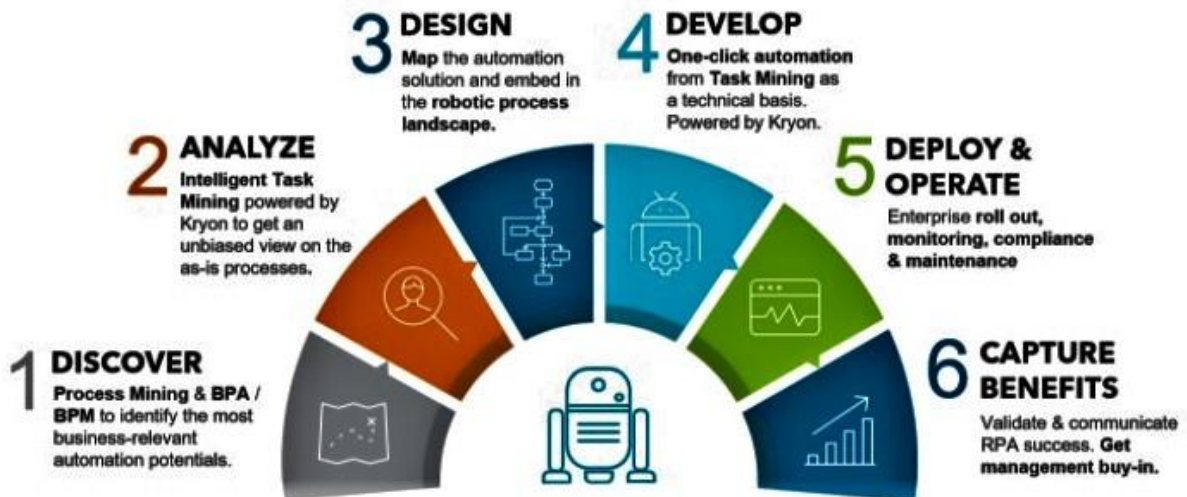 1 DISCOVER
Process Mining & BPA /
BPM to identify the most
business-relevant
automation potentials.
2 ANALYZE
Intelligent Task
Mining powered by
Kryon to get an
unbiased view on the
as-is processes.
3 DESIGN
Map the automation
solution and embed in
the robotic process
landscape.
4 DEVELOP
One-click automation
from Task Mining as
a technical basis.
Powered by Kryon.
5 DEPLOY &
OPERATE
Enterprise roll out,
monitoring, compliance
& maintenance
6 CAPTURE
BENEFITS
Validate & communicate
RPA success. Get
management buy-in.